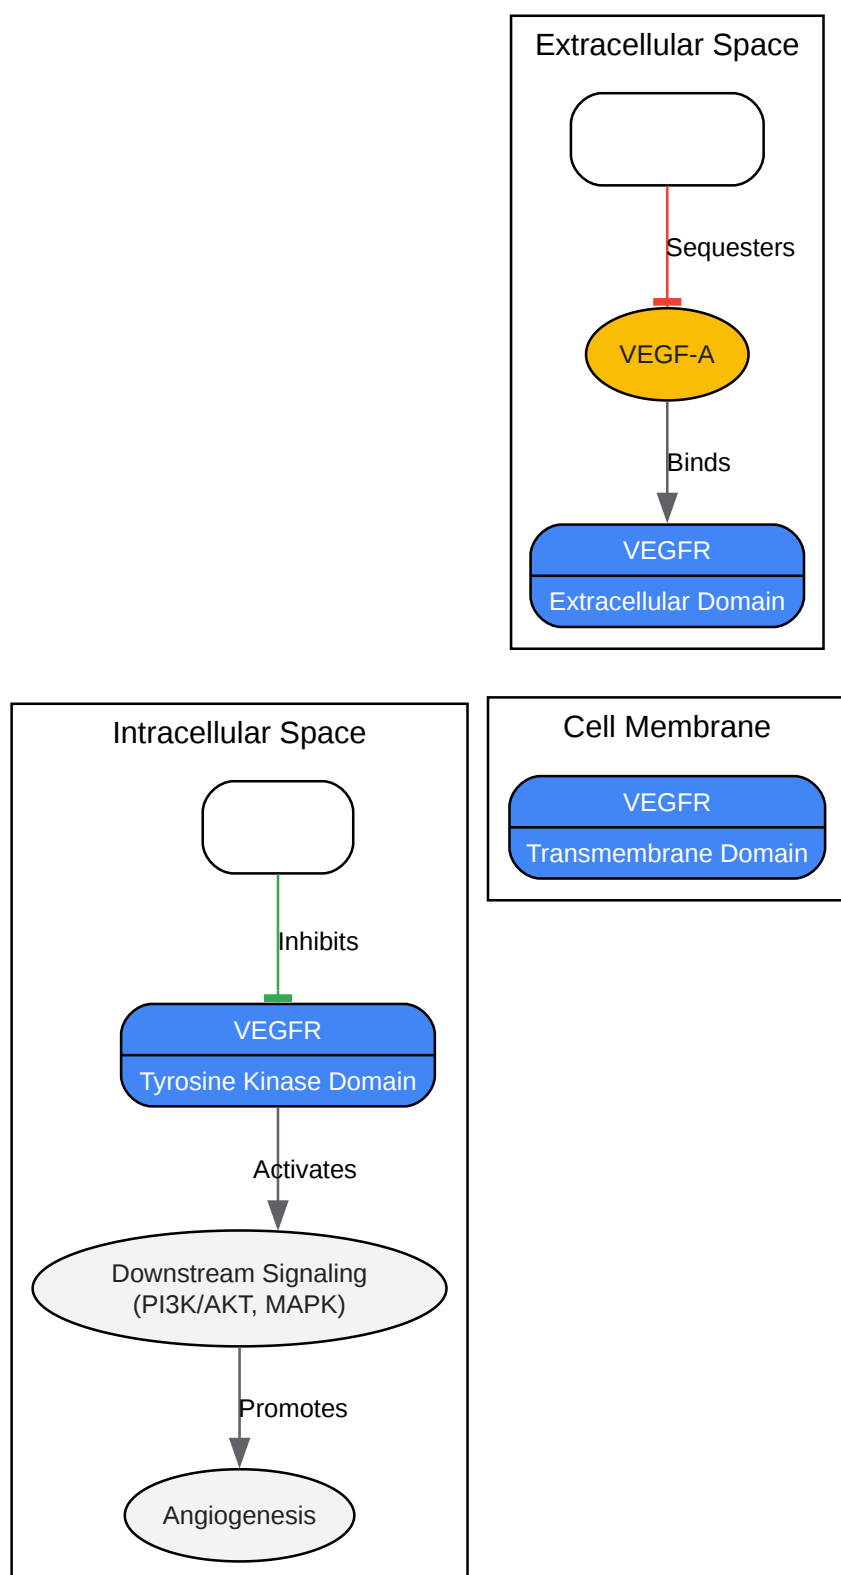 Extracellular Space
Sequesters
VEGF-A
Binds
VEGFR
Extracellular Domain
Intracellular Space
Inhibits
VEGFR
Tyrosine Kinase Domain
Activates
Downstream Signaling
(PI3K/AKT, MAPK)
Promotes
Angiogenesis
Cell Membrane
VEGFR
Transmembrane Domain